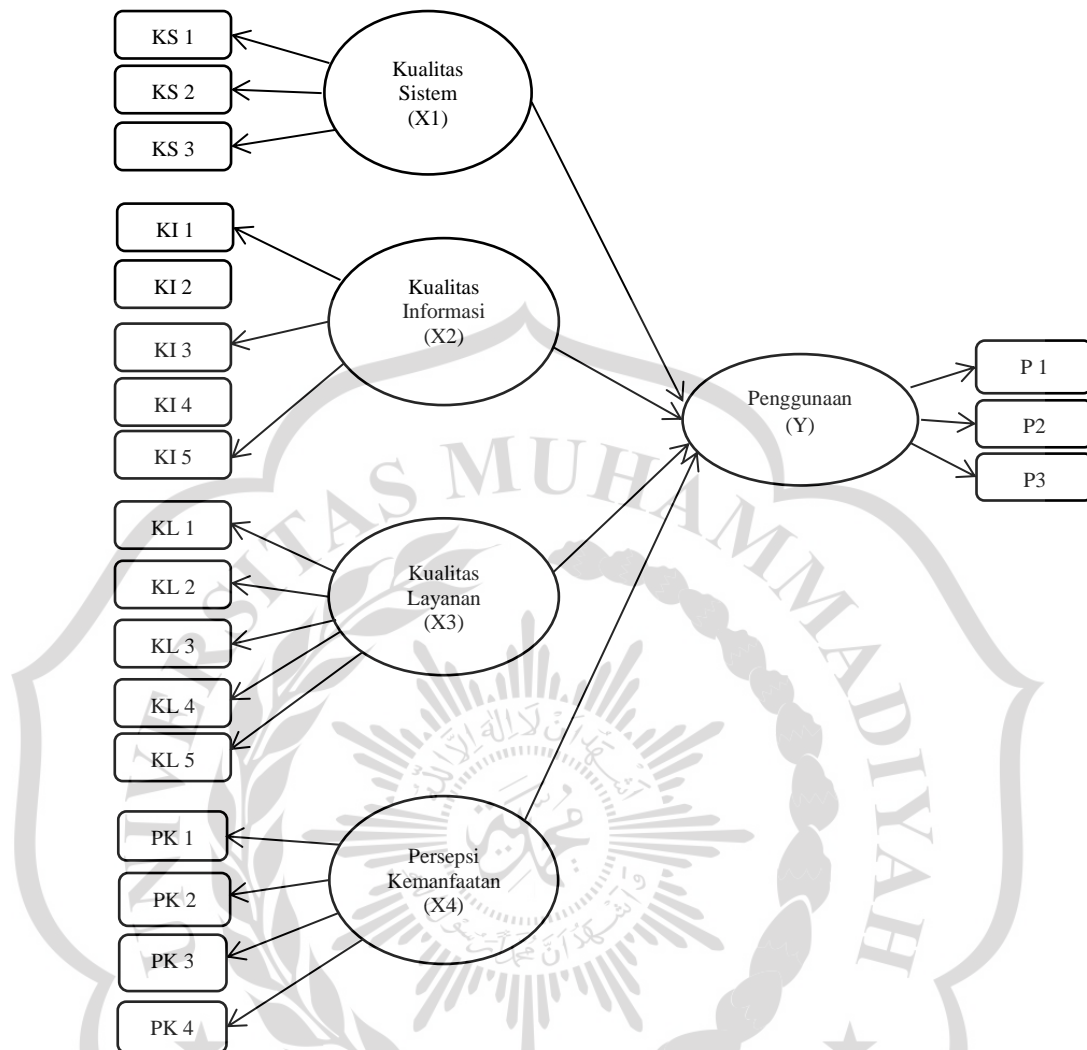 KS 1
KS 2
KS 3
Kualitas
Sistem
(X1)
KI 1
KI 2
KI 3
KI 4
KI 5
Kualitas
Informasi
(X2)
Penggunaan
(Y)
P 1
P2
P3
KL 1
KL 2
KL 3
KL 4
KL 5
Kualitas
Layanan
(X3)
PK 1
PK 2
PK 3
PK 4
Persepsi
Kemanfaatan
(X4)
UNIVERSITAS MUHAMMADIYAH